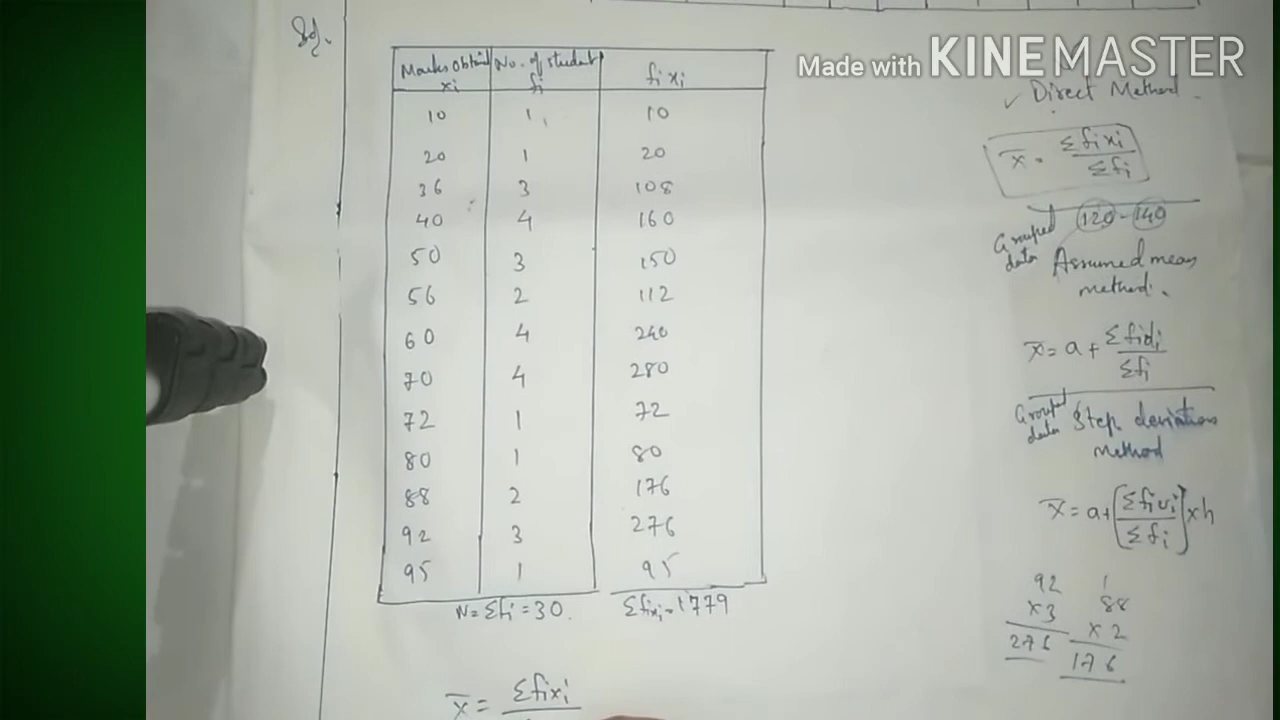 Made with KINEMASTER
Sol.
Marks Obtained xi No. of students fi fi xi
10 1 10
20 1 20
36 3 108
40 4 160
50 3 150
56 2 112
60 4 240
70 4 280
72 1 72
80 1 80
88 2 176
92 3 276
95 1 95
N = Σfi = 30. Σfixi = 1779
x̄ = Σfixi
✓ Direct Method.
x̄ = Σfixi / Σfi
Grouped data 120 - 140
Assumed mean
method.
x̄ = a + Σfidi / Σfi
Grouped data Step deviation
Method
x̄ = a + [Σfiui / Σfi] x h
92 1
x 3 88
276 x 2
176